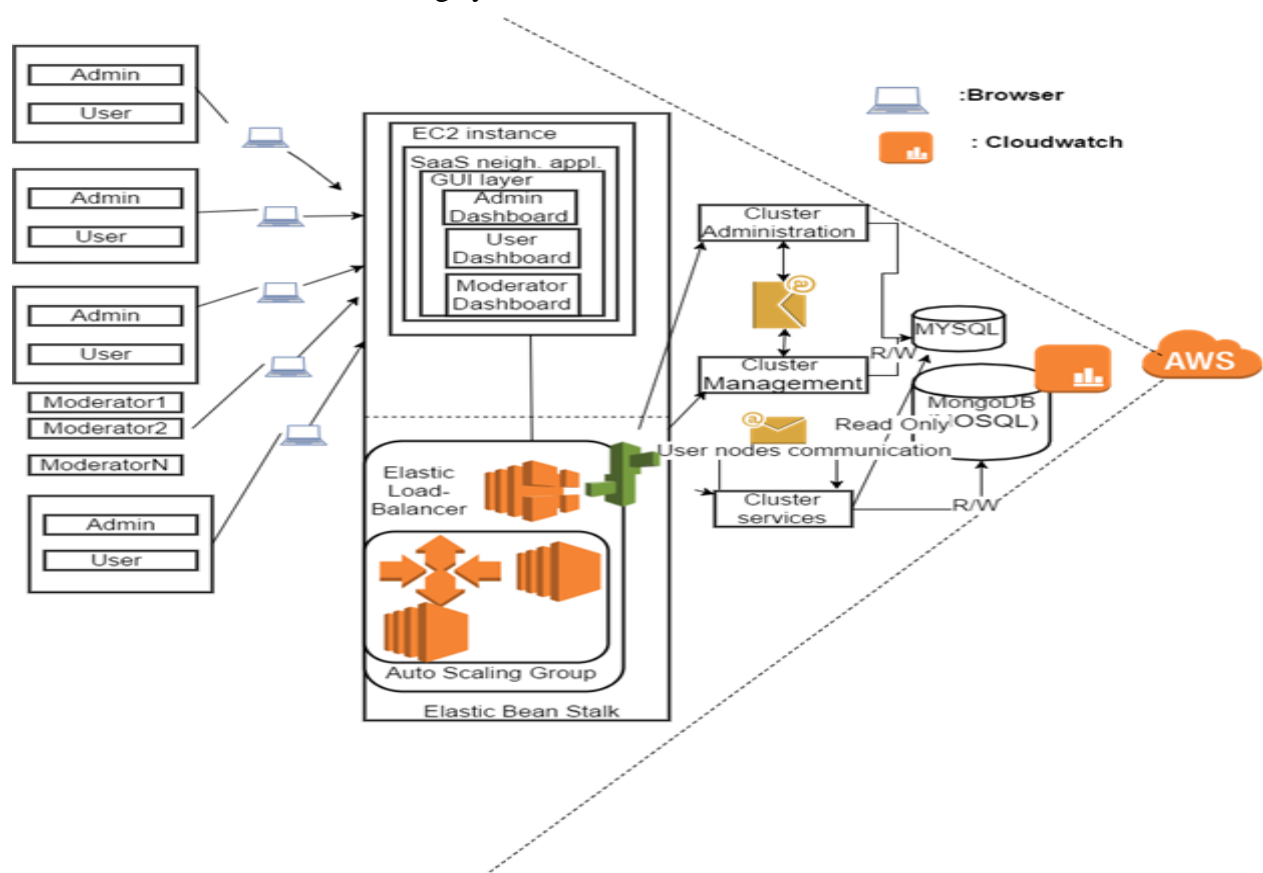 Admin
User
Admin
User
Admin
User
Moderator1
Moderator2
ModeratorN
Admin
User
EC2 instance
SaaS neigh. appl.
GUI layer
Admin
Dashboard
User
Dashboard
Moderator
Dashboard
Elastic
Load-
Balancer
Auto Scaling Group
Elastic Bean Stalk
:Browser
: Cloudwatch
Cluster
Administration
Cluster
Management
R/W
MYSQL
MongoDB
Read Only
User nodes communication
Cluster
services
R/W
AWS